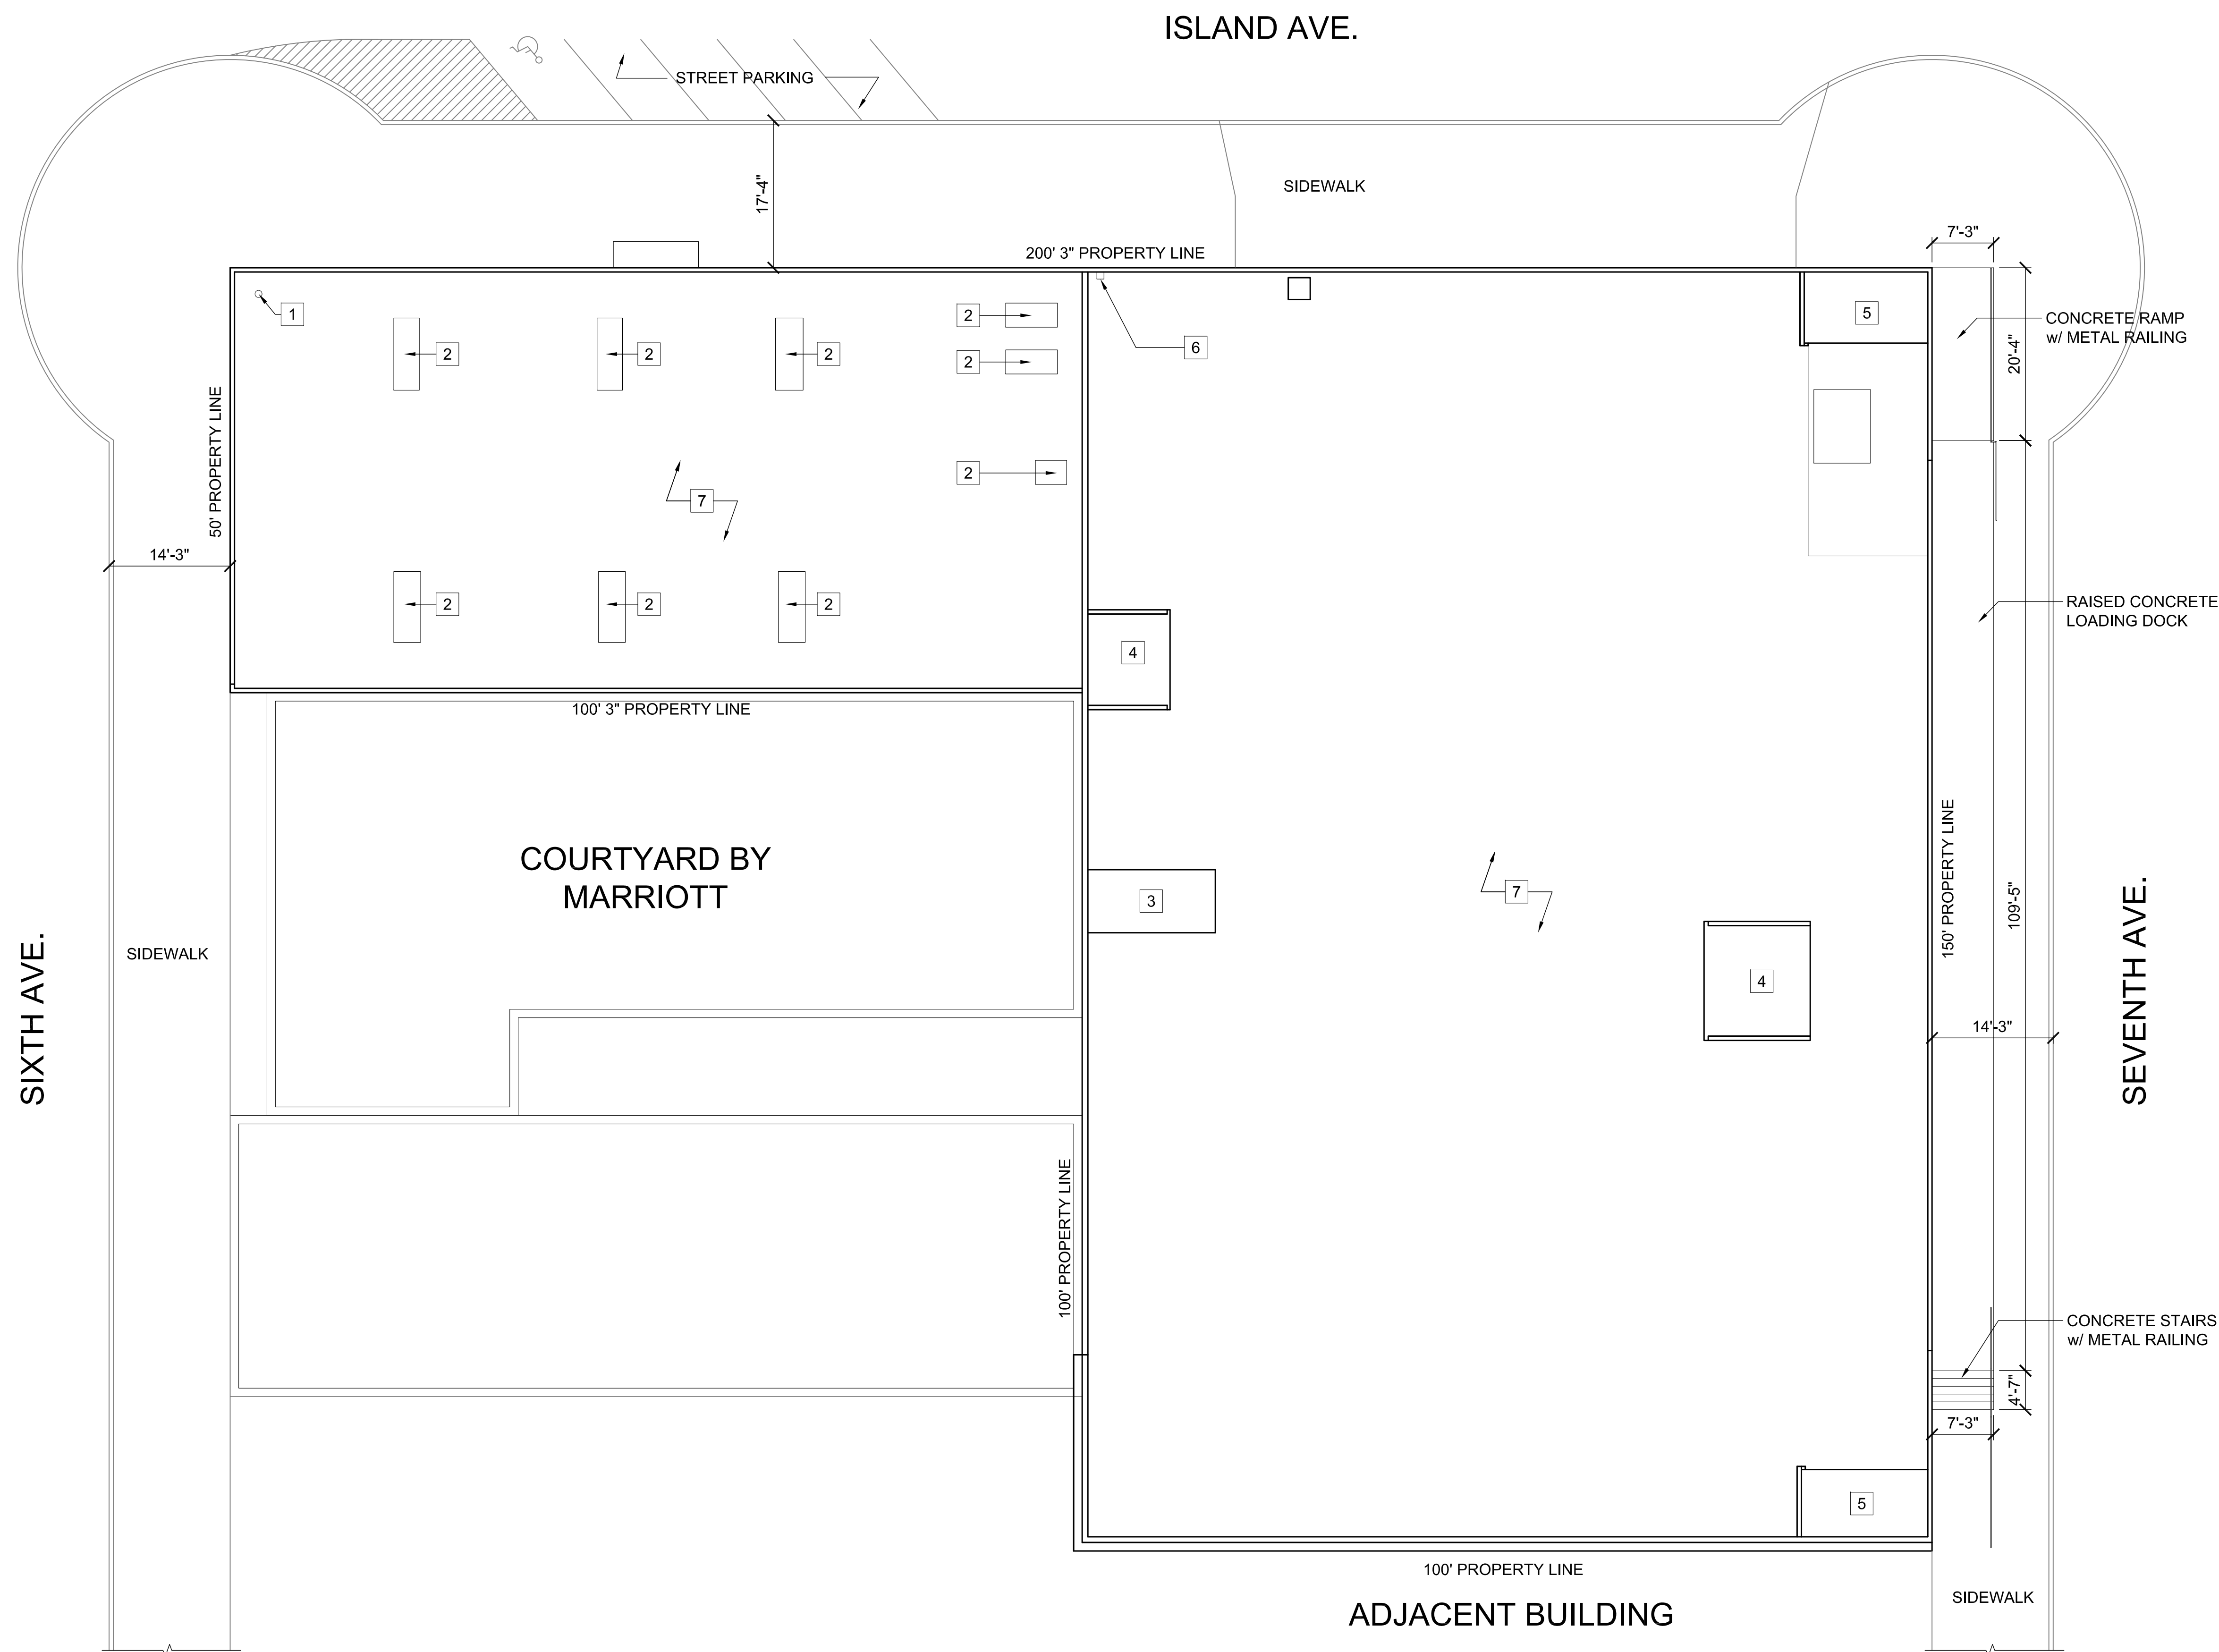 ISLAND AVE.
STREET PARKING
17'-4"
SIDEWALK
200' 3" PROPERTY LINE
7'-3"
1
2
2
2
2
2
2
6
5
CONCRETE RAMP
w/ METAL RAILING
20'-4"
50' PROPERTY LINE
7
14'-3"
2
2
2
4
RAISED CONCRETE
LOADING DOCK
100' 3" PROPERTY LINE
COURTYARD BY
MARRIOTT
3
7
150' PROPERTY LINE
109'-5"
SIXTH AVE.
SIDEWALK
4
14'-3"
SEVENTH AVE.
100' PROPERTY LINE
CONCRETE STAIRS
w/ METAL RAILING
4'-7"
7'-3"
5
100' PROPERTY LINE
ADJACENT BUILDING
SIDEWALK